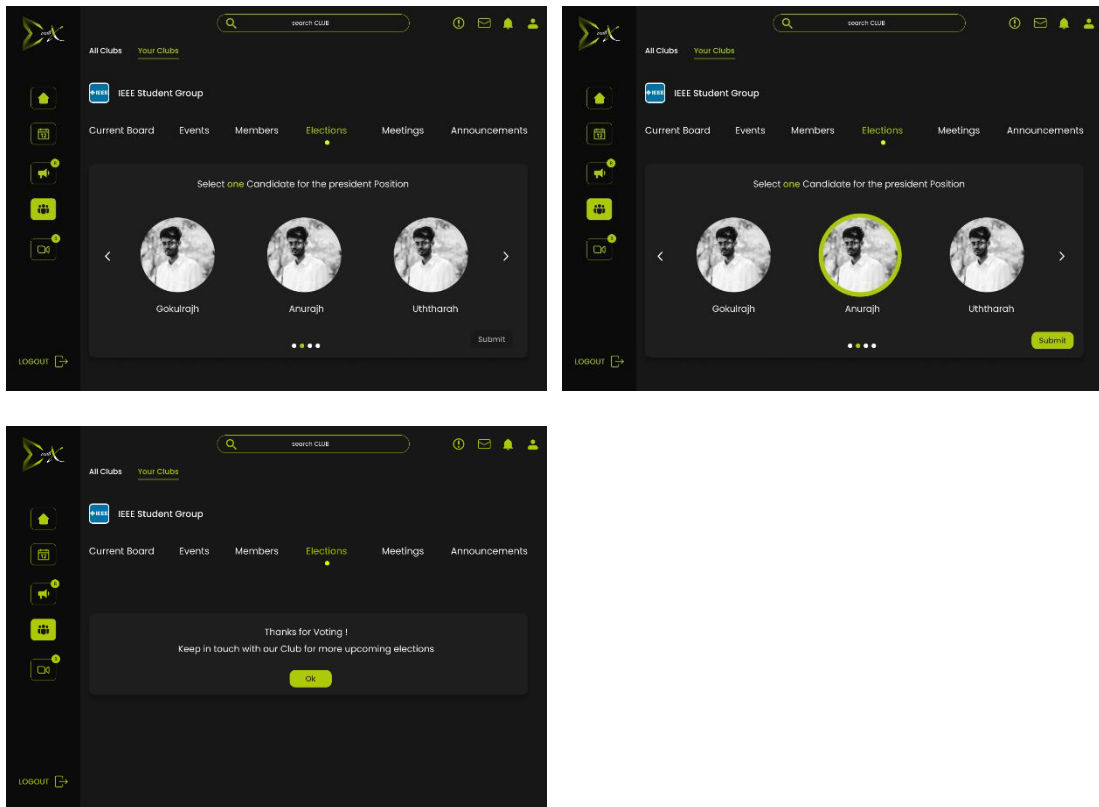 search CLUB
All Clubs Your Clubs
IEEE
IEEE Student Group
Current Board Events Members Elections Meetings Announcements
12
Select one Candidate for the president Position
Gokulrajh Anurajh Uththarah
Submit
LOGOUT
search CLUB
All Clubs Your Clubs
IEEE
IEEE Student Group
Current Board Events Members Elections Meetings Announcements
12
Select one Candidate for the president Position
Gokulrajh Anurajh Uththarah
Submit
LOGOUT
search CLUB
All Clubs Your Clubs
IEEE
IEEE Student Group
Current Board Events Members Elections Meetings Announcements
12
Thanks for Voting !
Keep in touch with our Club for more upcoming elections
Ok
LOGOUT